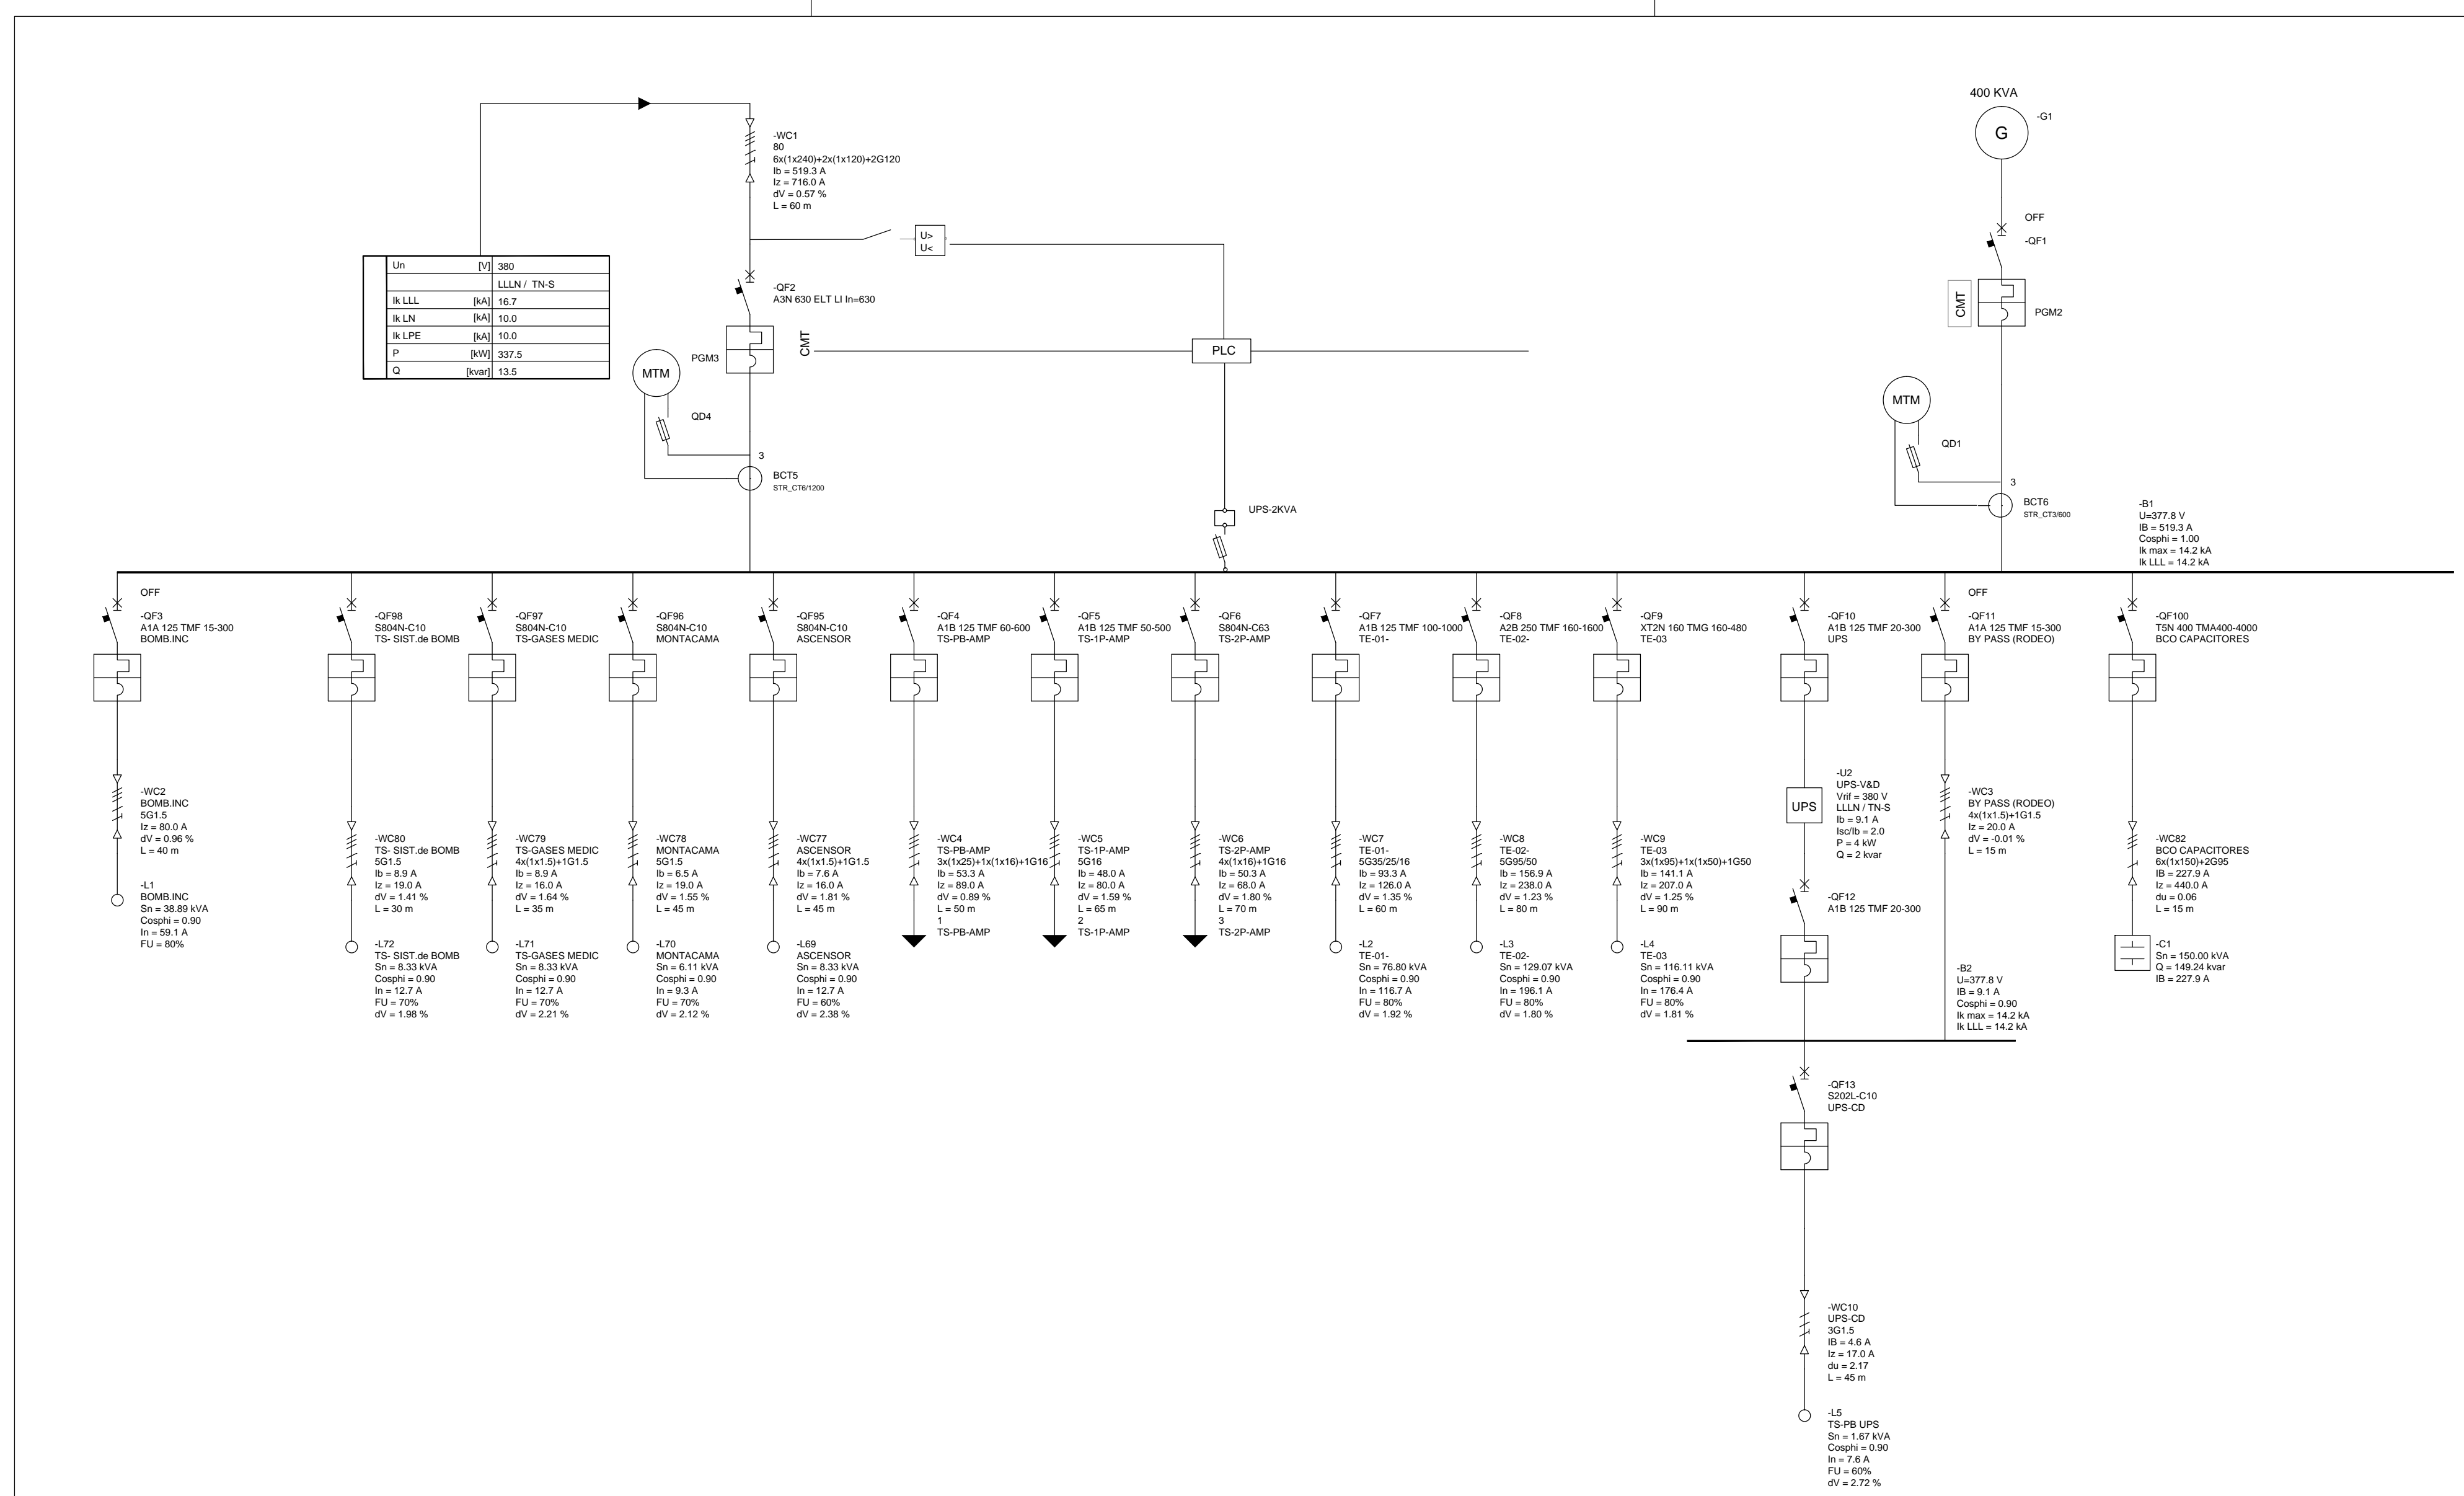 400 KVA
G
-G1
-WC1
80
6x(1x240)+2x(1x120)+2G120
Ib = 519.3 A
Iz = 716.0 A
dV = 0.57 %
L = 60 m
OFF
-QF1
U>
U<
Un [V] 380
LLLN / TN-S
Ik LLL [kA] 16.7
Ik LN [kA] 10.0
Ik LPE [kA] 10.0
P [kW] 337.5
Q [kvar] 13.5
-QF2
A3N 630 ELT LI In=630
CMT
PGM2
PGM3
CMT
PLC
MTM
QD4
3
BCT5
STR_CT6/1200
MTM
QD1
3
BCT6
STR_CT3/600
UPS-2KVA
-B1
U=377.8 V
IB = 519.3 A
Cosphi = 1.00
Ik max = 14.2 kA
Ik LLL = 14.2 kA
OFF
-QF3
A1A 125 TMF 15-300
BOMB.INC
-QF98
S804N-C10
TS- SIST.de BOMB
-QF97
S804N-C10
TS-GASES MEDIC
-QF96
S804N-C10
MONTACAMA
-QF95
S804N-C10
ASCENSOR
-QF4
A1B 125 TMF 60-600
TS-PB-AMP
-QF5
A1B 125 TMF 50-500
TS-1P-AMP
-QF6
S804N-C63
TS-2P-AMP
-QF7
A1B 125 TMF 100-1000
TE-01-
-QF8
A2B 250 TMF 160-1600
TE-02-
-QF9
XT2N 160 TMG 160-480
TE-03
-QF10
A1B 125 TMF 20-300
UPS
OFF
-QF11
A1A 125 TMF 15-300
BY PASS (RODEO)
-QF100
T5N 400 TMA400-4000
BCO CAPACITORES
-WC2
BOMB.INC
5G1.5
Iz = 80.0 A
dV = 0.96 %
L = 40 m
-L1
BOMB.INC
Sn = 38.89 kVA
Cosphi = 0.90
In = 59.1 A
FU = 80%
-WC80
TS- SIST.de BOMB
5G1.5
Ib = 8.9 A
Iz = 19.0 A
dV = 1.41 %
L = 30 m
-L72
TS- SIST.de BOMB
Sn = 8.33 kVA
Cosphi = 0.90
In = 12.7 A
FU = 70%
dV = 1.98 %
-WC79
TS-GASES MEDIC
4x(1x1.5)+1G1.5
Ib = 8.9 A
Iz = 16.0 A
dV = 1.64 %
L = 35 m
-L71
TS-GASES MEDIC
Sn = 8.33 kVA
Cosphi = 0.90
In = 12.7 A
FU = 70%
dV = 2.21 %
-WC78
MONTACAMA
5G1.5
Ib = 6.5 A
Iz = 19.0 A
dV = 1.55 %
L = 45 m
-L70
MONTACAMA
Sn = 6.11 kVA
Cosphi = 0.90
In = 9.3 A
FU = 70%
dV = 2.12 %
-WC77
ASCENSOR
4x(1x1.5)+1G1.5
Ib = 7.6 A
Iz = 16.0 A
dV = 1.81 %
L = 45 m
-L69
ASCENSOR
Sn = 8.33 kVA
Cosphi = 0.90
In = 12.7 A
FU = 60%
dV = 2.38 %
-WC4
TS-PB-AMP
3x(1x25)+1x(1x16)+1G16
Ib = 53.3 A
Iz = 89.0 A
dV = 0.89 %
L = 50 m
1
TS-PB-AMP
-WC5
TS-1P-AMP
5G16
Ib = 48.0 A
Iz = 80.0 A
dV = 1.59 %
L = 65 m
2
TS-1P-AMP
-WC6
TS-2P-AMP
4x(1x16)+1G16
Ib = 50.3 A
Iz = 68.0 A
dV = 1.80 %
L = 70 m
3
TS-2P-AMP
-WC7
TE-01-
5G35/25/16
Ib = 93.3 A
Iz = 126.0 A
dV = 1.35 %
L = 60 m
-L2
TE-01-
Sn = 76.80 kVA
Cosphi = 0.90
In = 116.7 A
FU = 80%
dV = 1.92 %
-WC8
TE-02-
5G95/50
Ib = 156.9 A
Iz = 238.0 A
dV = 1.23 %
L = 80 m
-L3
TE-02-
Sn = 129.07 kVA
Cosphi = 0.90
In = 196.1 A
FU = 80%
dV = 1.80 %
-WC9
TE-03
3x(1x95)+1x(1x50)+1G50
Ib = 141.1 A
Iz = 207.0 A
dV = 1.25 %
L = 90 m
-L4
TE-03
Sn = 116.11 kVA
Cosphi = 0.90
In = 176.4 A
FU = 80%
dV = 1.81 %
UPS
-U2
UPS-V&D
Vrif = 380 V
LLLN / TN-S
Ib = 9.1 A
Isc/Ib = 2.0
P = 4 kW
Q = 2 kvar
-QF12
A1B 125 TMF 20-300
-WC3
BY PASS (RODEO)
4x(1x1.5)+1G1.5
Iz = 20.0 A
dV = -0.01 %
L = 15 m
-B2
U=377.8 V
IB = 9.1 A
Cosphi = 0.90
Ik max = 14.2 kA
Ik LLL = 14.2 kA
-WC82
BCO CAPACITORES
6x(1x150)+2G95
IB = 227.9 A
Iz = 440.0 A
du = 0.06
L = 15 m
-C1
Sn = 150.00 kVA
Q = 149.24 kvar
IB = 227.9 A
-QF13
S202L-C10
UPS-CD
-WC10
UPS-CD
3G1.5
IB = 4.6 A
Iz = 17.0 A
du = 2.17
L = 45 m
-L5
TS-PB UPS
Sn = 1.67 kVA
Cosphi = 0.90
In = 7.6 A
FU = 60%
dV = 2.72 %